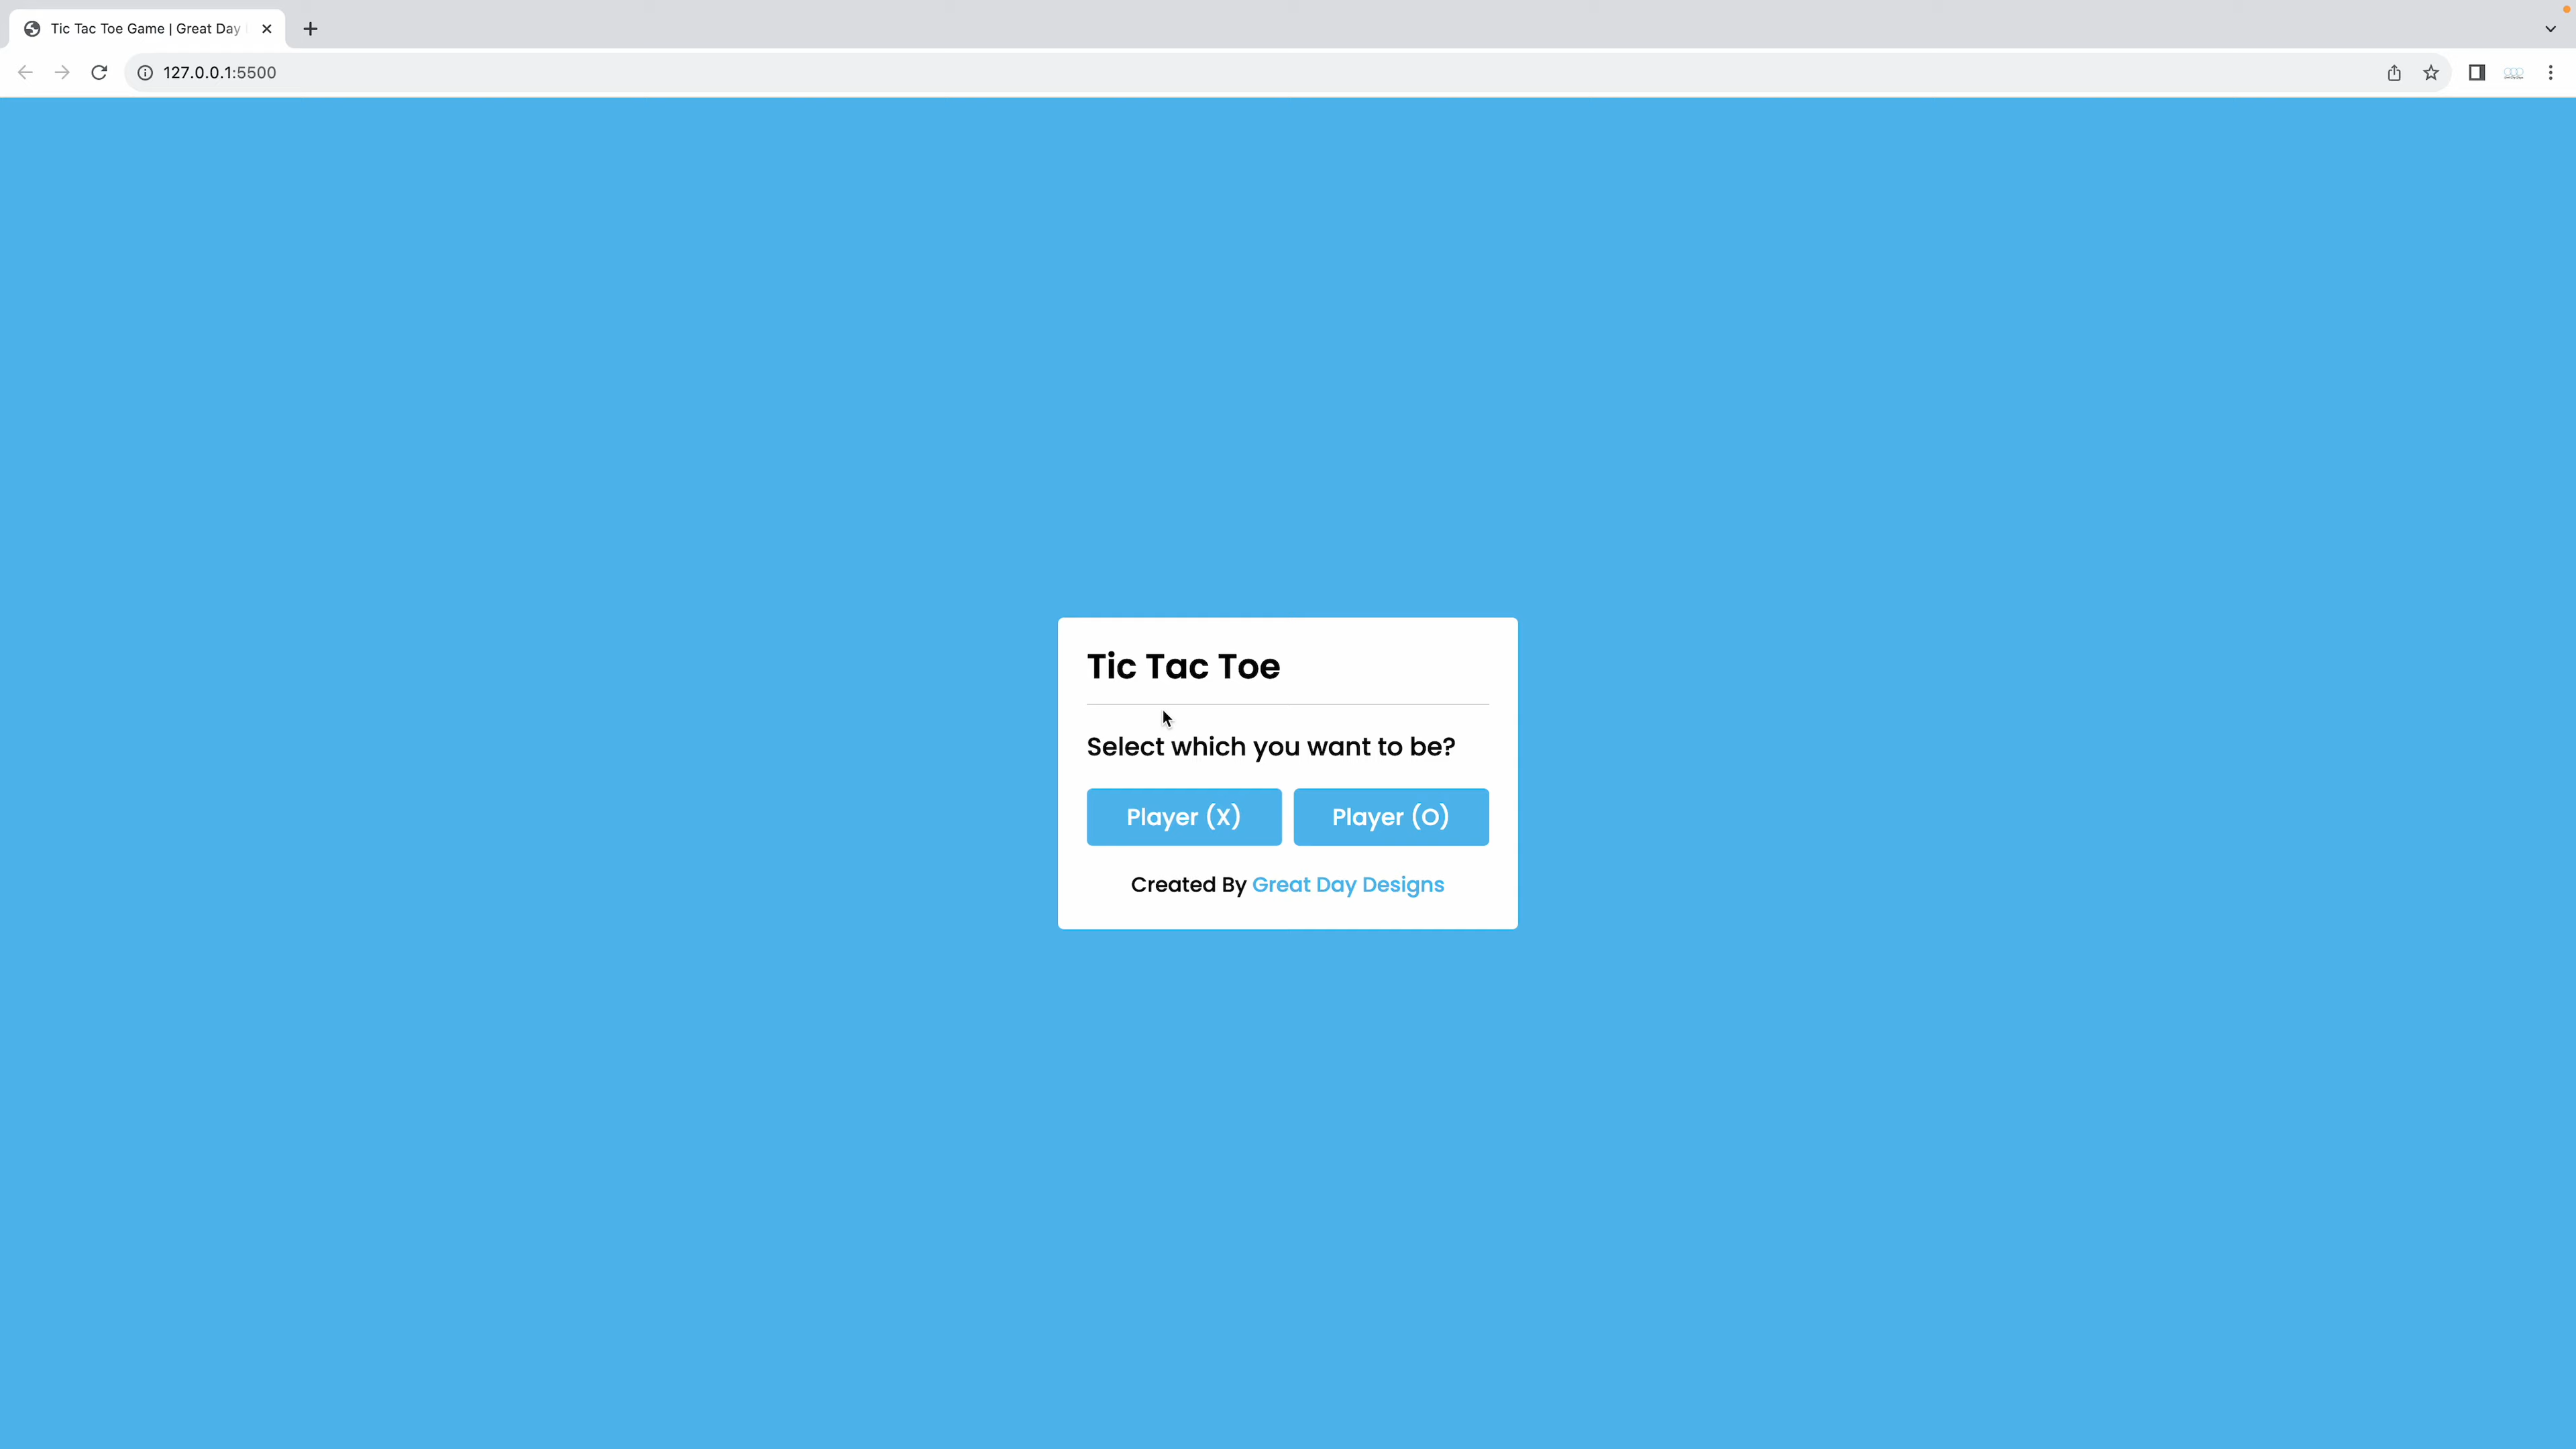 Tic Tac Toe Game | Great Day
127.0.0.1:5500
Tic Tac Toe
Select which you want to be?
Player (X)
Player (O)
Created By Great Day Designs